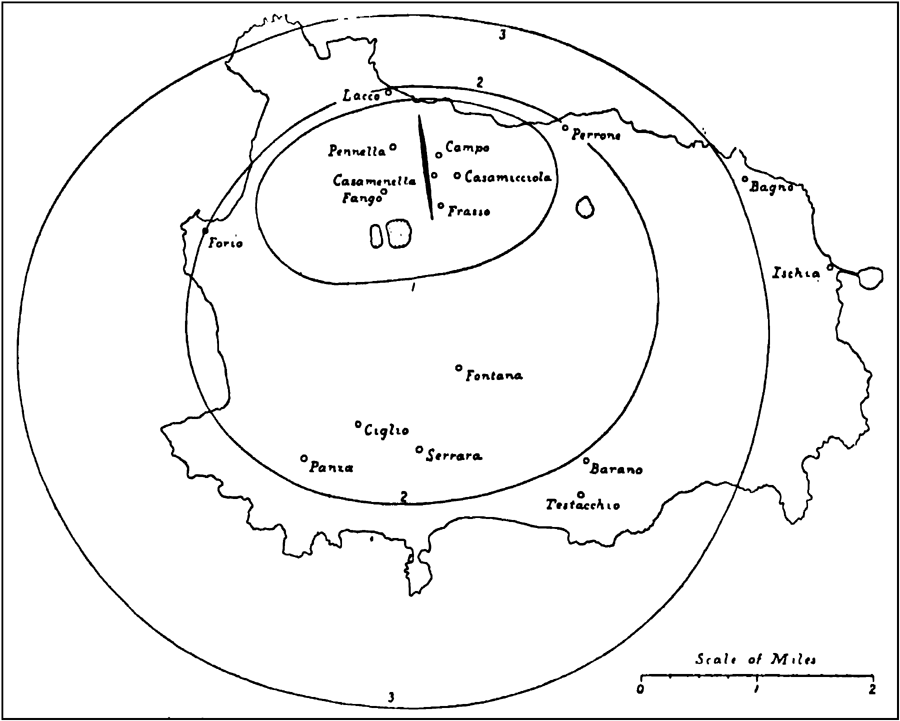 3
2
Lacco
Perrone
Pennella
Campo
Casamenella
Casamicciola
Fango
Frasso
Bagno
Forio
Ischia
1
Fontana
Ciglio
Serrara
Panza
Barano
2
Testacchio
Scale of Miles
0 1 2
3